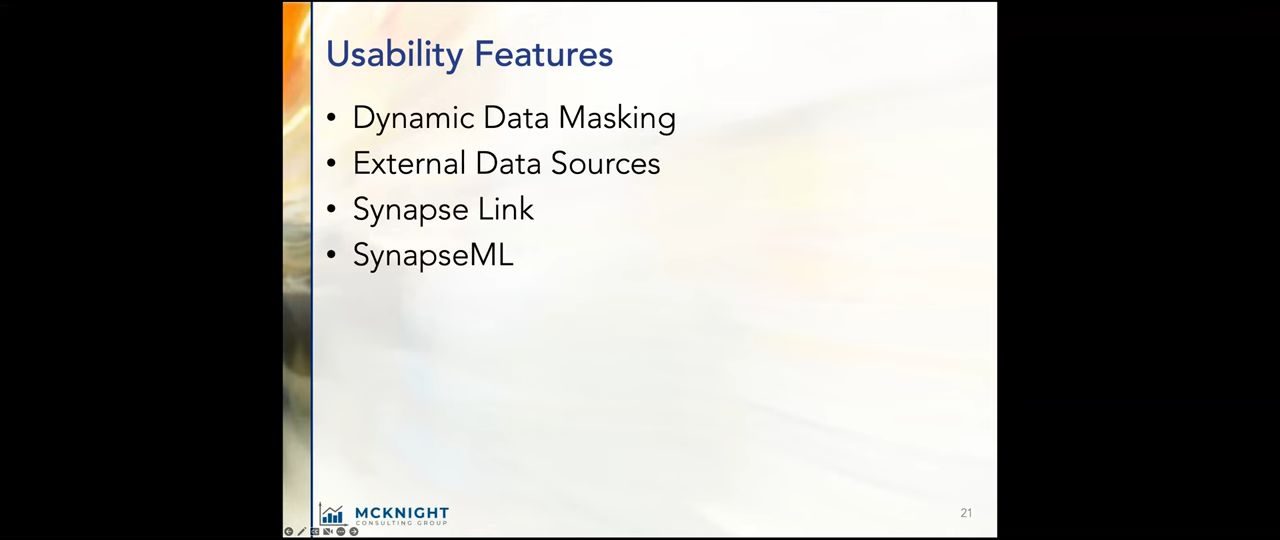 Usability Features
• Dynamic Data Masking
• External Data Sources
• Synapse Link
• SynapseML
MCKNIGHT
CONSULTING GROUP
21